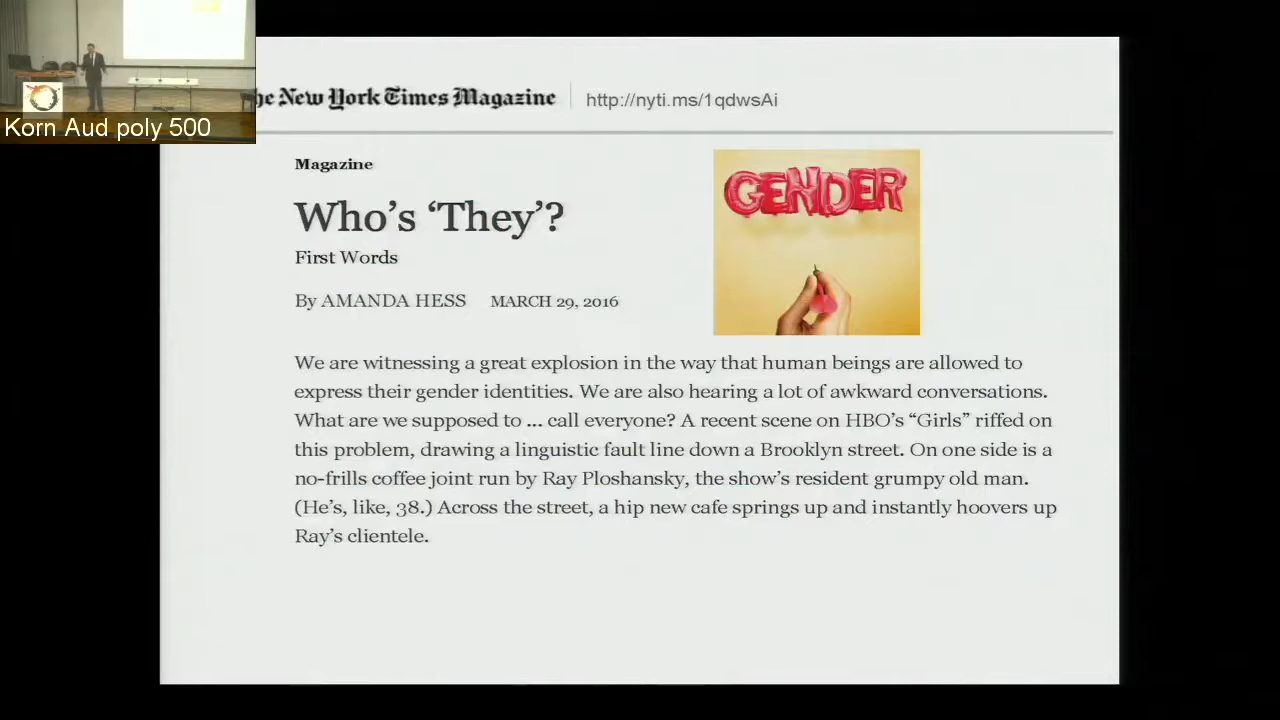 Korn Aud poly 500
he New York Times Magazine
http://nyti.ms/1qdwsAi
Magazine
GENDER
Who's ‘They’?
First Words
By AMANDA HESS MARCH 29, 2016
We are witnessing a great explosion in the way that human beings are allowed to
express their gender identities. We are also hearing a lot of awkward conversations.
What are we supposed to ... call everyone? A recent scene on HBO's “Girls” riffed on
this problem, drawing a linguistic fault line down a Brooklyn street. On one side is a
no-frills coffee joint run by Ray Ploshansky, the show's resident grumpy old man.
(He's, like, 38.) Across the street, a hip new cafe springs up and instantly hoovers up
Ray's clientele.